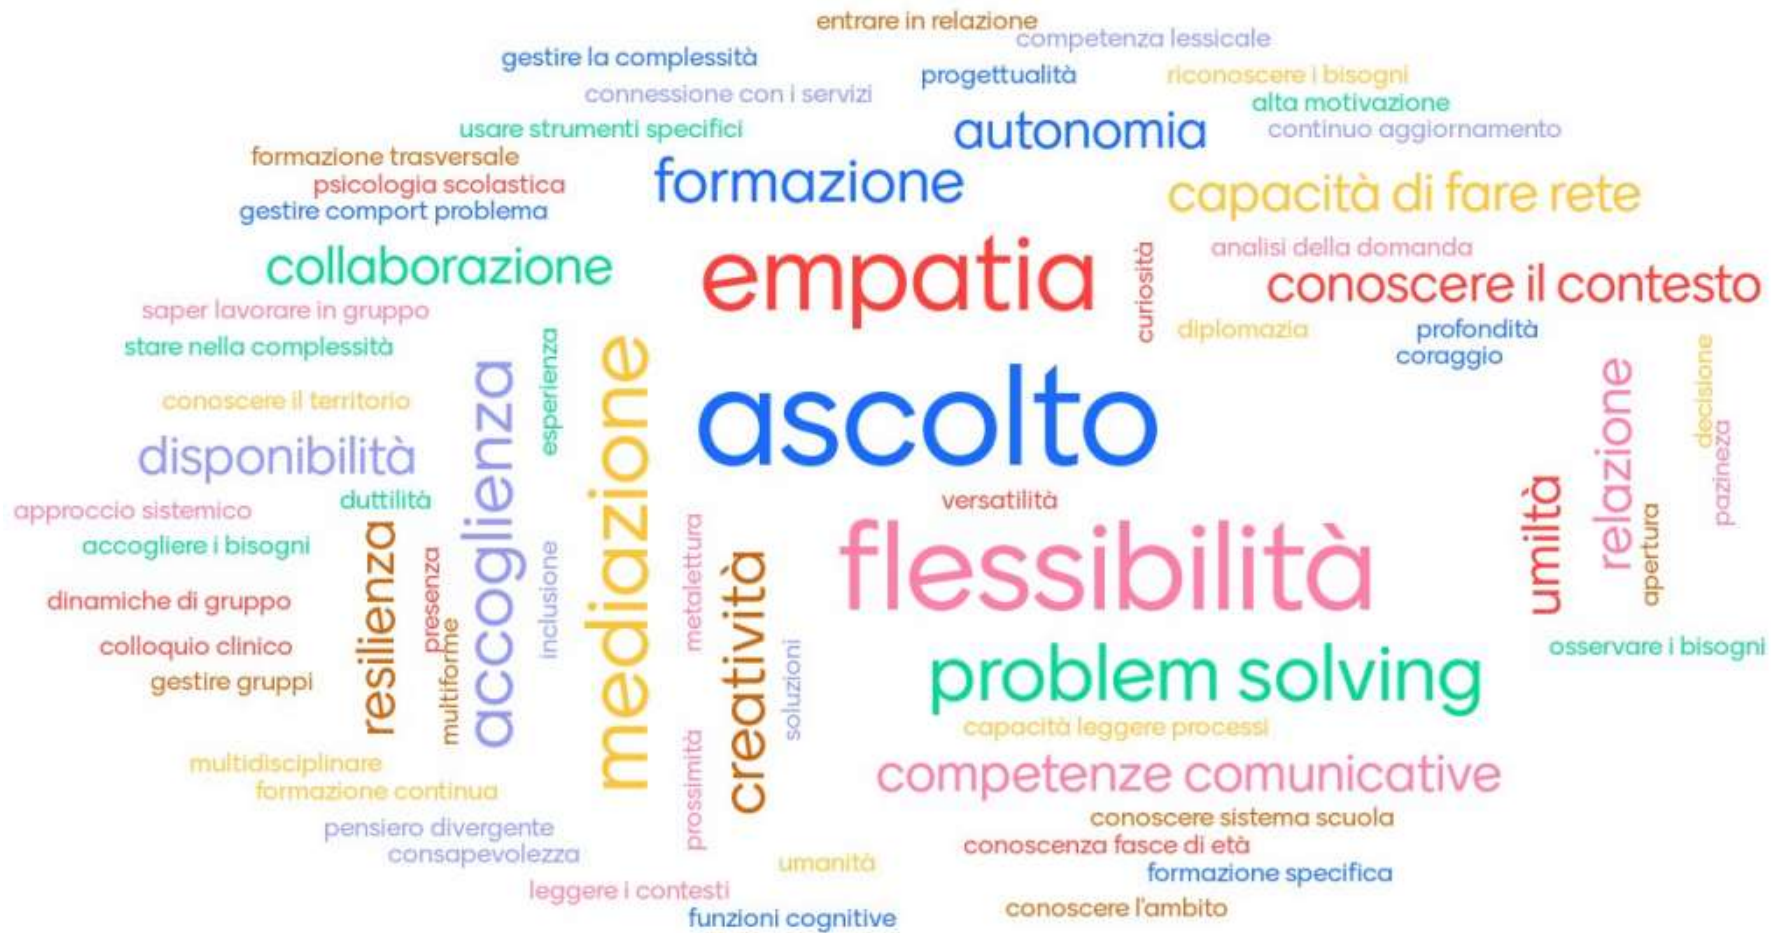 entrare in relazione
competenza lessicale
gestire la complessità
progettualità
riconoscere i bisogni
connessione con i servizi
alta motivazione
usare strumenti specifici
autonomia
continuo aggiornamento
formazione trasversale
formazione
psicologia scolastica
capacità di fare rete
gestire comport problema
collaborazione
empatia
curiosità
analisi della domanda
conoscere il contesto
saper lavorare in gruppo
diplomazia
profondità
stare nella complessità
coraggio
esperienza
mediazione
accoglienza
ascolto
relazione
decisione
pazineza
conoscere il territorio
disponibilità
duttilità
versatilità
approccio sistemico
umiltà
apertura
accogliere i bisogni
resilienza
presenza
inclusione
metalettura
creatività
flessibilità
dinamiche di gruppo
colloquio clinico
multiforme
soluzioni
problem solving
osservare i bisogni
gestire gruppi
prossimità
capacità leggere processi
multidisciplinare
competenze comunicative
formazione continua
conoscere sistema scuola
pensiero divergente
conoscenza fasce di età
consapevolezza
umanità
formazione specifica
leggere i contesti
conoscere l'ambito
funzioni cognitive